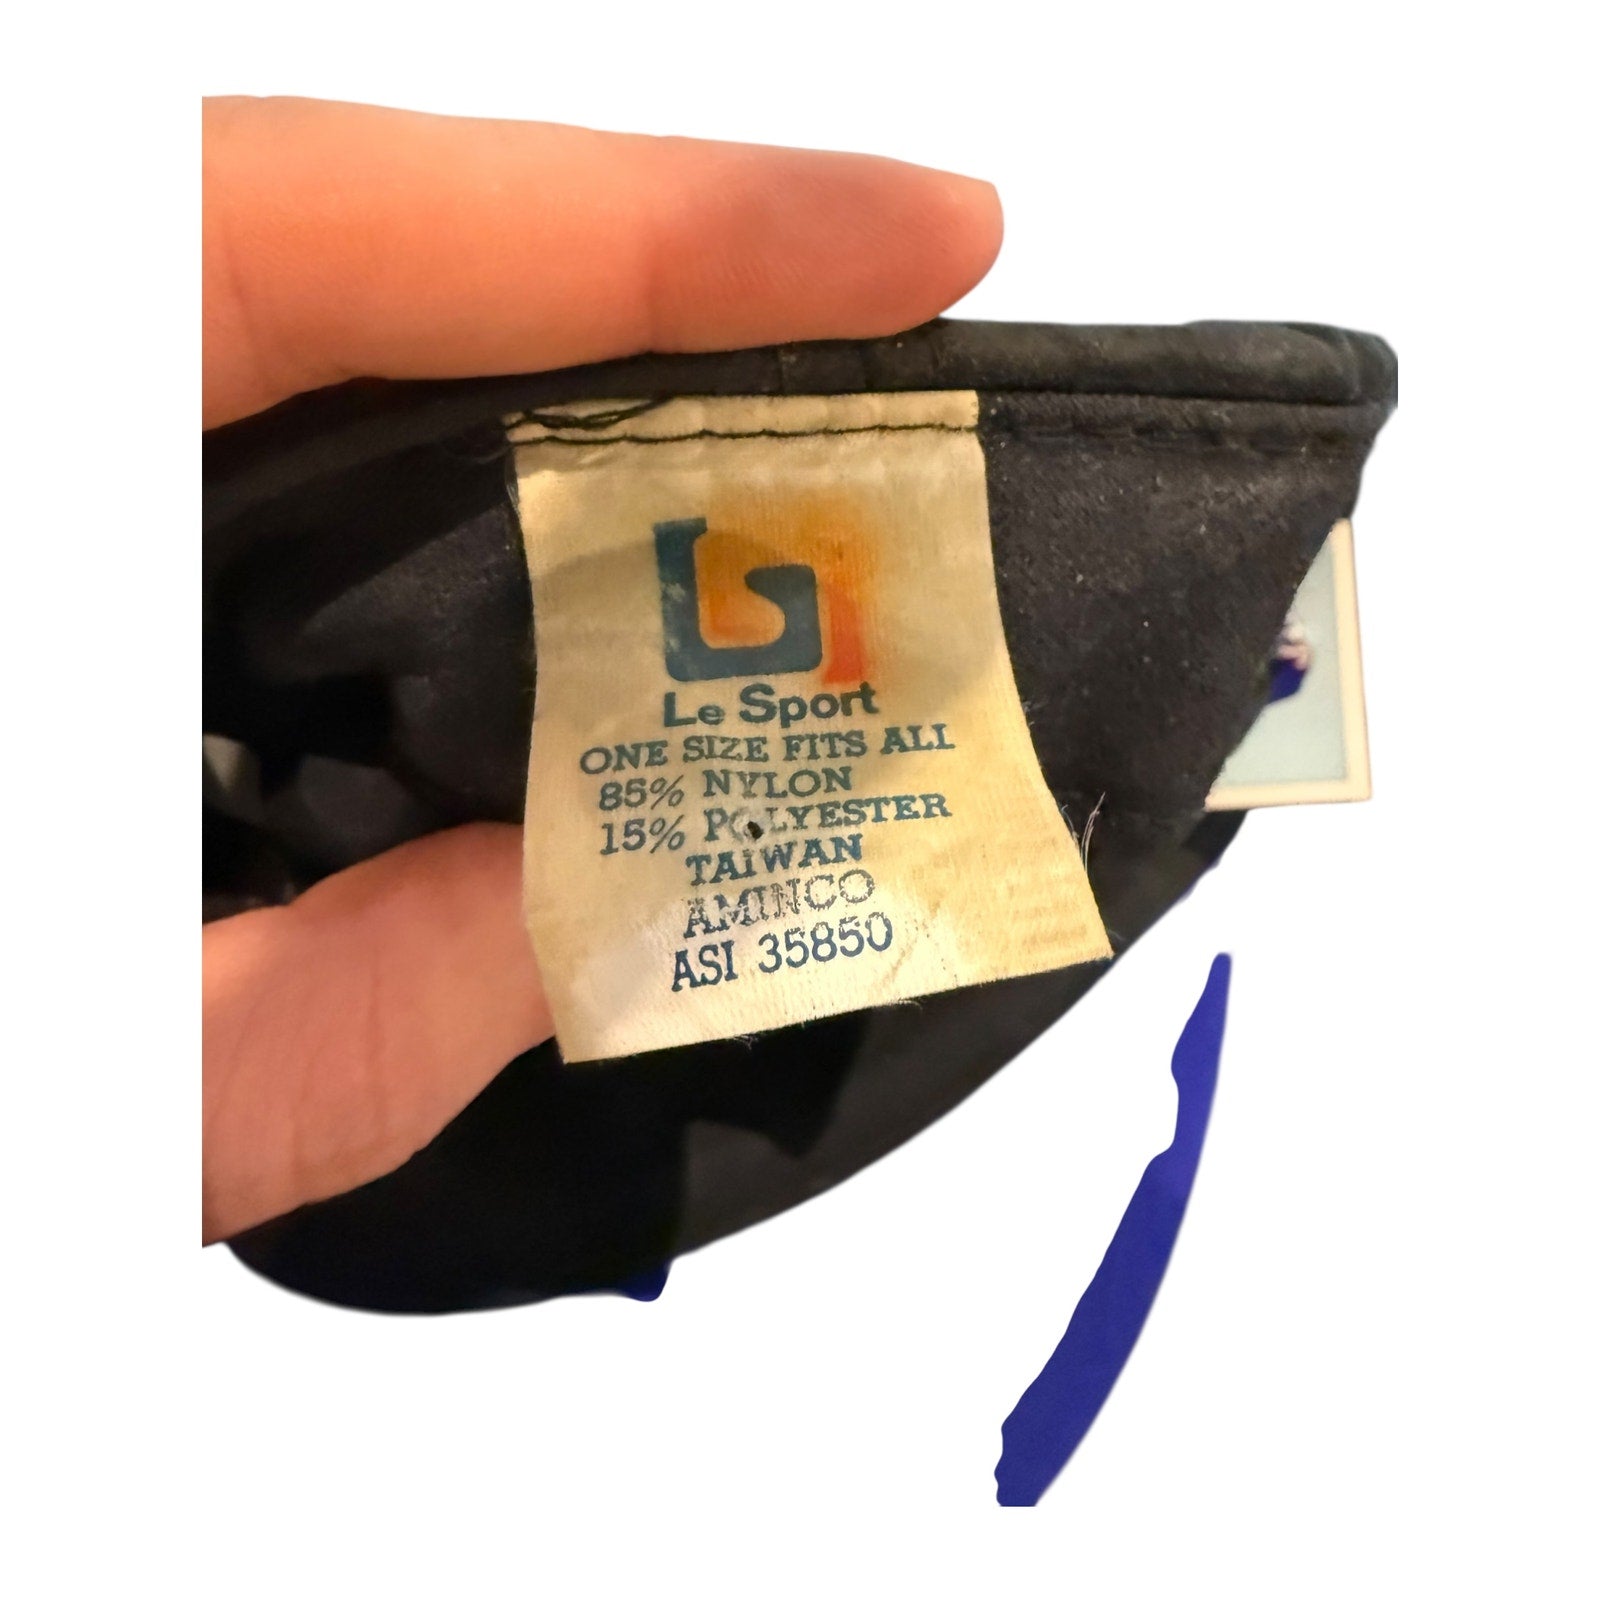 Le Sport
ONE SIZE FITS ALL
85% NYLON
15% POLYESTER
TAIWAN
AMINCO
ASI 35850